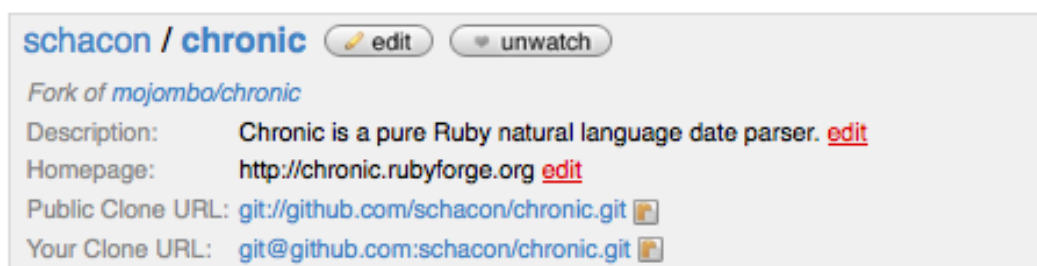 schacon / chronic edit unwatch
Fork of mojombo/chronic
Description: Chronic is a pure Ruby natural language date parser. edit
Homepage: http://chronic.rubyforge.org edit
Public Clone URL: git://github.com/schacon/chronic.git
Your Clone URL: git@github.com:schacon/chronic.git